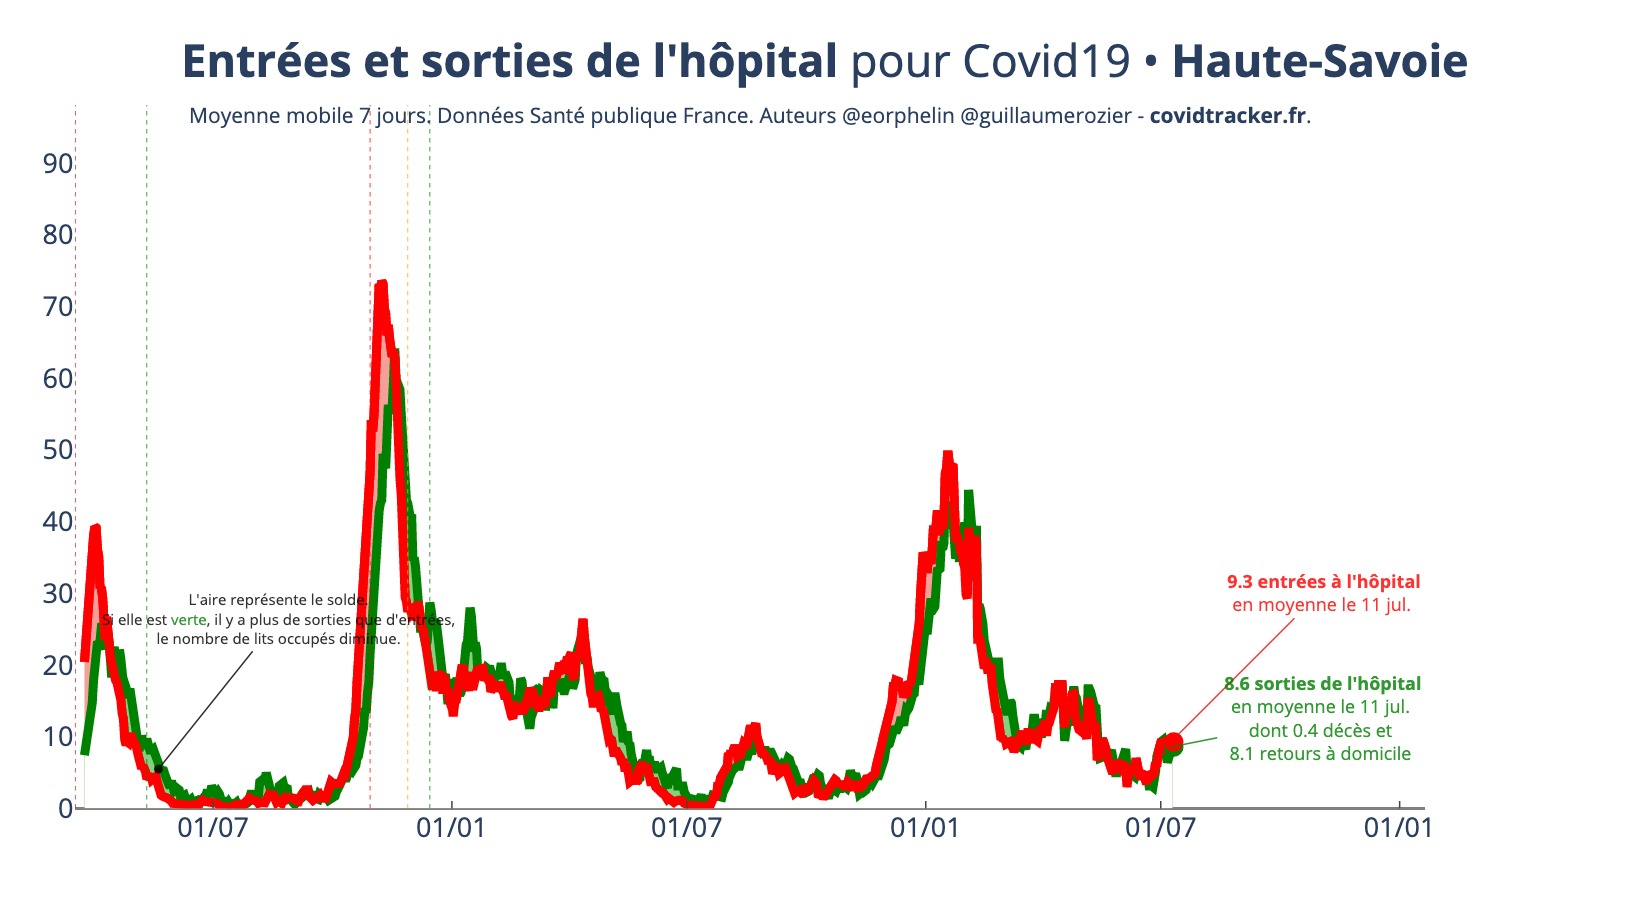 Entrées et sorties de l'hôpital pour Covid19 • Haute-Savoie
Moyenne mobile 7 jours. Données Santé publique France. Auteurs @eorphelin @guillaumerozier - covidtracker.fr.
90
80
70
60
50
40
30
20
10
0
L'aire représente le solde.
Si elle est verte, il y a plus de sorties que d'entrées,
le nombre de lits occupés diminue.
9.3 entrées à l'hôpital
en moyenne le 11 jul.
8.6 sorties de l'hôpital
en moyenne le 11 jul.
dont 0.4 décès et
8.1 retours à domicile
01/07
01/01
01/07
01/01
01/07
01/01